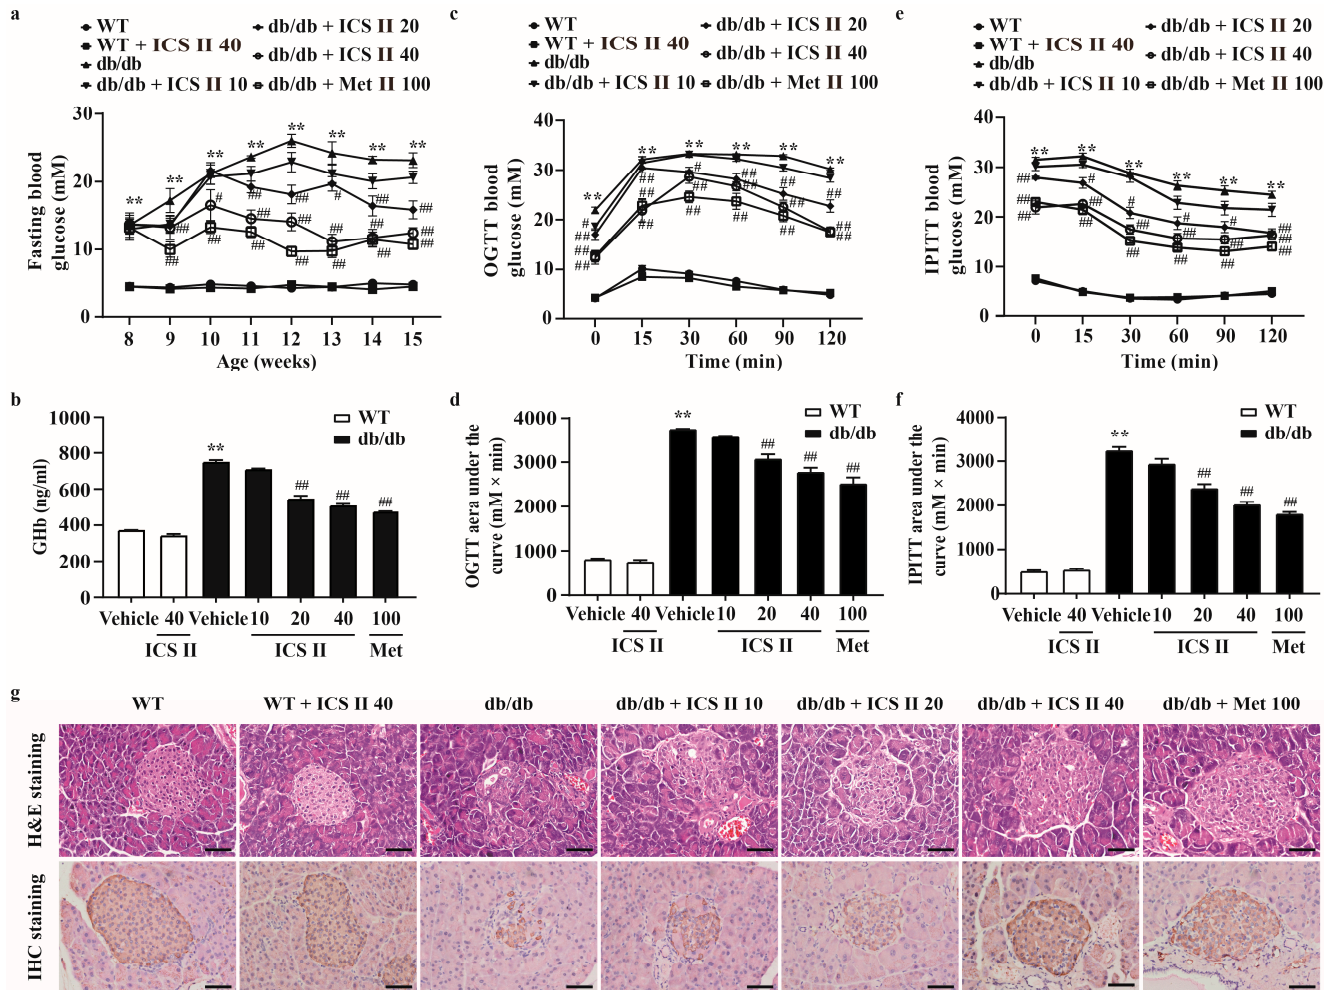 a
WT
WT + ICS II 40
db/db
db/db + ICS II 10
db/db + ICS II 20
db/db + ICS II 40
db/db + Met II 100
Fasting blood
glucose (mM)
30
20
10
0
** ** ** ** ** ** ** **
# ## ## # ## ##
## ## ## ##
## ## ## ## ## ## ##
8 9 10 11 12 13 14 15
Age (weeks)
c
WT
WT + ICS II 40
db/db
db/db + ICS II 10
db/db + ICS II 20
db/db + ICS II 40
db/db + Met II 100
OGTT blood
glucose (mM)
40
30
20
10
0
** ** ** ** ** **
# ## # ## ## ##
## ## ## ## ## ##
## ## ## ## ## ##
0 15 30 60 90 120
Time (min)
e
WT
WT + ICS II 40
db/db
db/db + ICS II 10
db/db + ICS II 20
db/db + ICS II 40
db/db + Met II 100
IPITT blood
glucose (mM)
40
30
20
10
0
** ** ** ** ** **
## # # # # ##
## ## ## ## ## ##
## ## ## ## ## ##
0 15 30 60 90 120
Time (min)
b
WT
db/db
GHb (ng/ml)
1000
800
600
400
200
0
** ## ## ##
Vehicle 40 Vehicle 10 20 40 100
ICS II ICS II Met
d
WT
db/db
OGTT aera under the
curve (mM × min)
4000
3000
2000
1000
0
** ## ## ##
Vehicle 40 Vehicle 10 20 40 100
ICS II ICS II Met
f
WT
db/db
IPITT area under the
curve (mM × min)
4000
3000
2000
1000
0
** ## ## ##
Vehicle 40 Vehicle 10 20 40 100
ICS II ICS II Met
g
WT WT + ICS II 40 db/db db/db + ICS II 10 db/db + ICS II 20 db/db + ICS II 40 db/db + Met 100
H&E staining
IHC staining